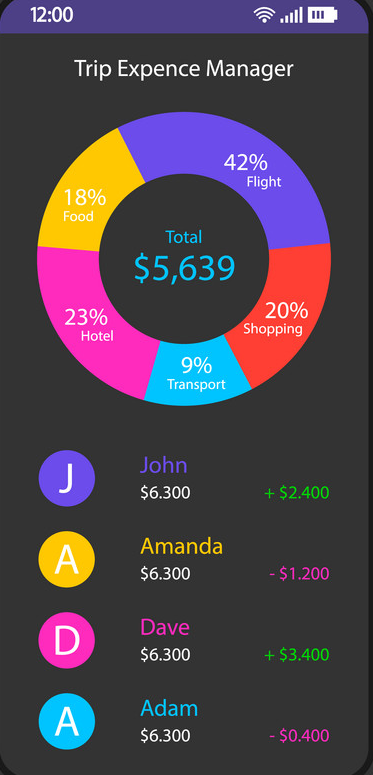 12:00
Trip Expence Manager
42%
Flight
18%
Food
Total
$5,639
20%
Shopping
23%
Hotel
9%
Transport
J
John
$6.300 + $2.400
A
Amanda
$6.300 - $1.200
D
Dave
$6.300 + $3.400
A
Adam
$6.300 - $0.400